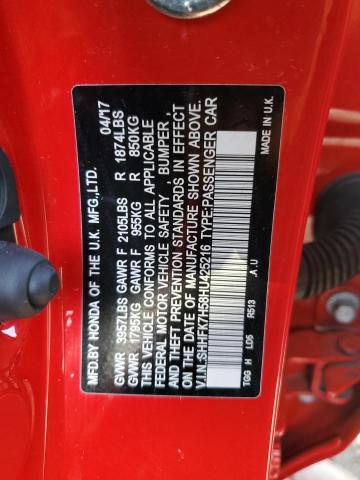 MFD.BY HONDA OF THE U.K. MFG.,LTD. 04/17
GVWR 3957LBS GAWR F 2105LBS R 1874LBS
GVWR 1795KG GAWR F 955KG R 850KG
THIS VEHICLE CONFORMS TO ALL APPLICABLE
FEDERAL MOTOR VEHICLE SAFETY , BUMPER ,
AND THEFT PREVENTION STANDARDS IN EFFECT
ON THE DATE OF MANUFACTURE SHOWN ABOVE.
V.I.N.:SHHFK7H58HU425216 TYPE:PASSENGER CAR
TGG H LD5 R513 .A.U MADE IN U.K.